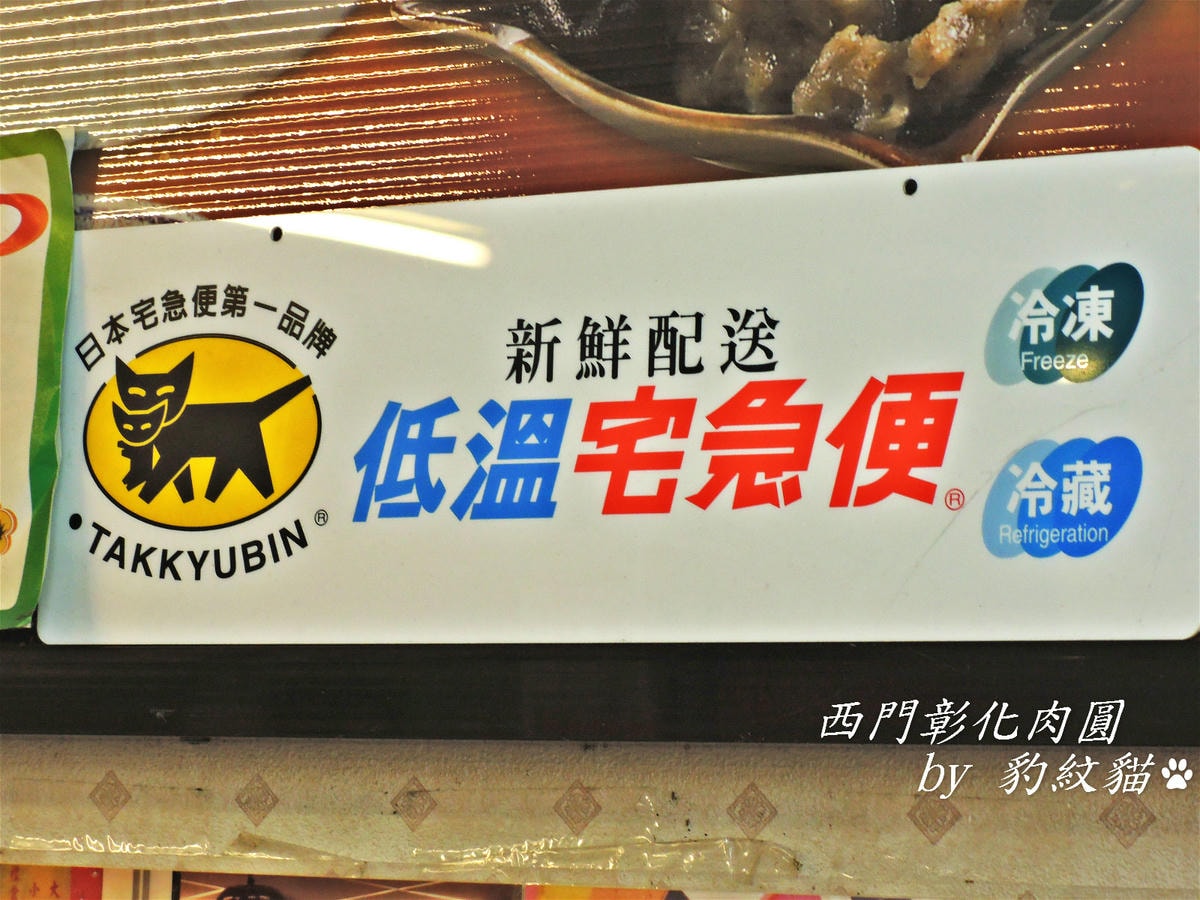 日本宅急便第一品牌
TAKKYUBIN®
新鮮配送
低溫宅急便®
冷凍
Freeze
冷藏
Refrigeration
西門彰化肉圓
by 豹紋貓